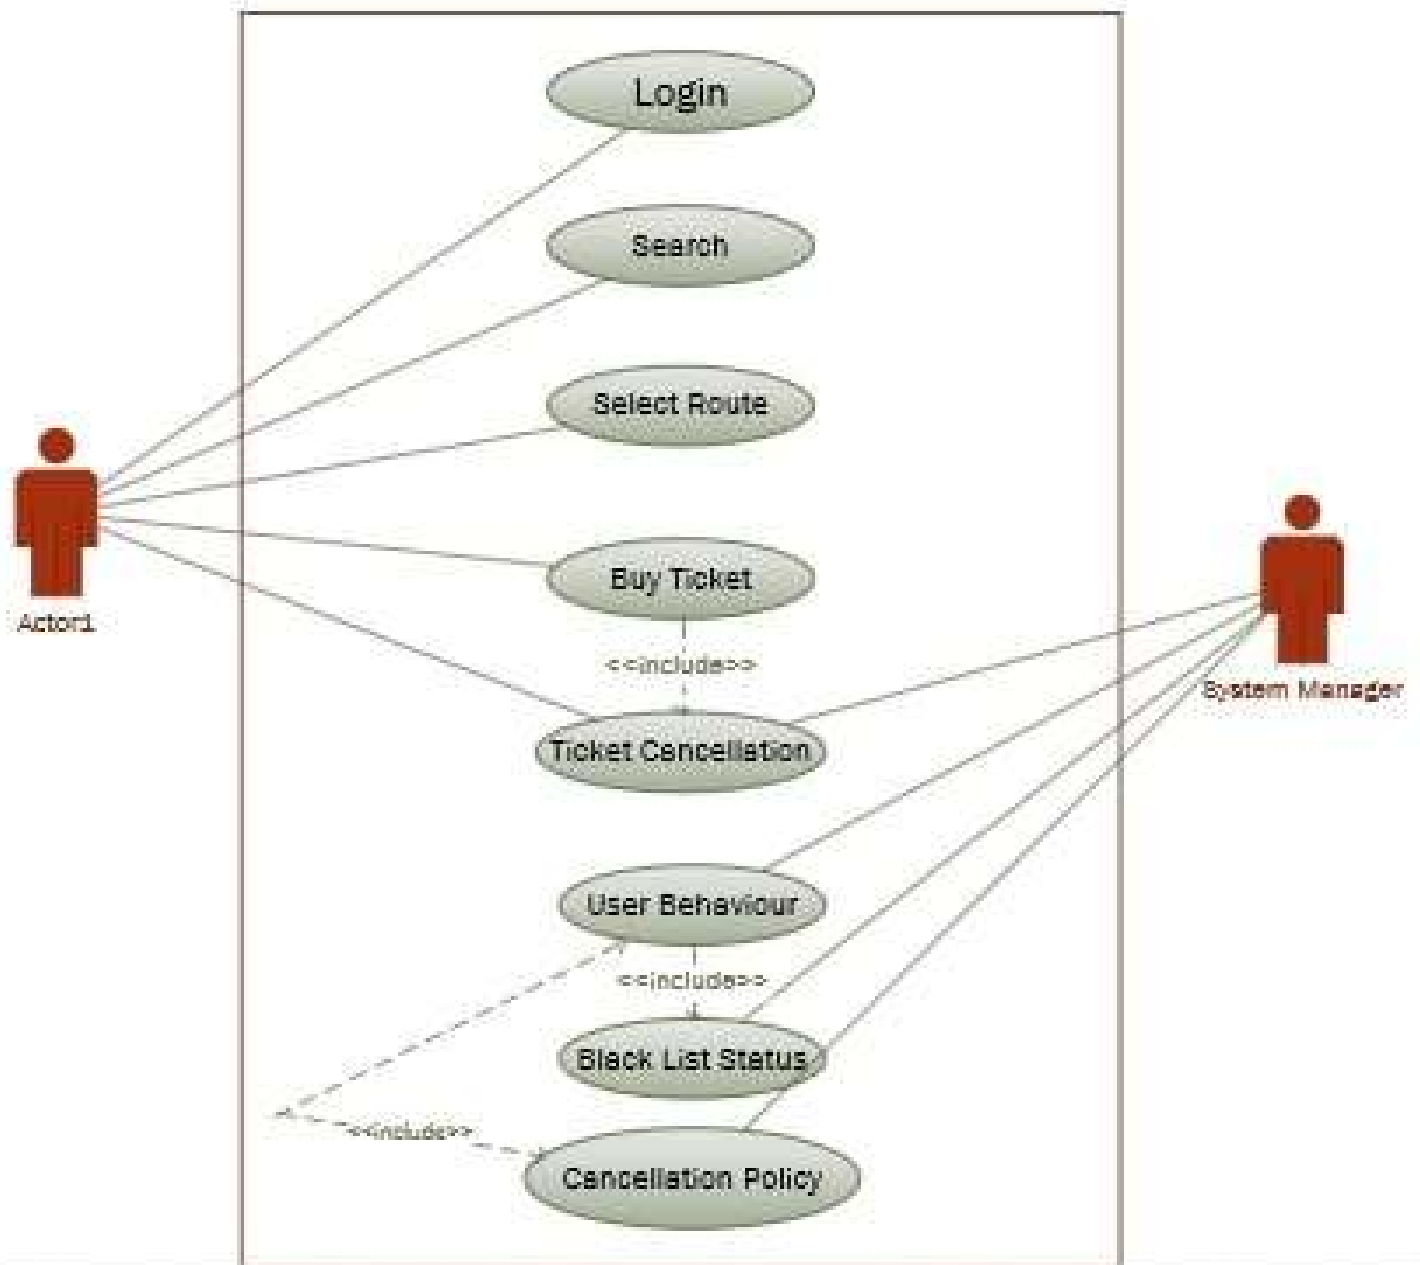 Login
Search
Select Route
Buy Ticket
Actor1
<<include>>
System Manager
Ticket Cancellation
User Behaviour
<<include>>
Black List Status
<<include>>
Cancellation Policy